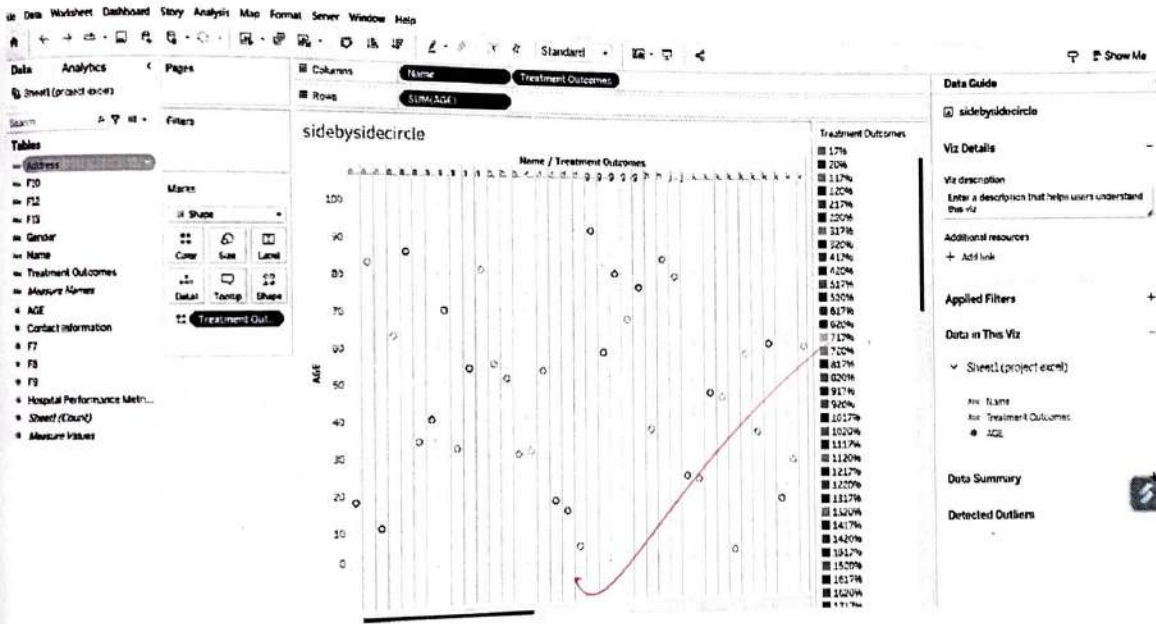 Data Worksheet Dashboard Story Analysis Map Format Server Window Help
Standard
Show Me
Data Analytics
Sheet1 (project excel)
Search
Tables
Address
F10
F12
F13
Gender
Name
Treatment Outcomes
Measure Names
AGE
Contact Information
F7
F8
F9
Hospital Performance Metri...
Sheet1 (Count)
Measure Values
Pages
Filters
Marks
Shape
Color Size Label
Detail Tooltip Shape
Treatment Out..
Columns Name Treatment Outcomes
Rows SUM(AGE)
sidebysidecircle
Name / Treatment Outcomes
AGE
100
90
80
70
60
50
40
30
20
10
0
Treatment Outcomes
17%
20%
117%
120%
217%
220%
317%
320%
417%
420%
517%
520%
617%
620%
717%
720%
817%
820%
917%
920%
1017%
1020%
1117%
1120%
1217%
1220%
1317%
1320%
1417%
1420%
1517%
1520%
1617%
1620%
1717%
Data Guide
sidebysidecircle
Viz Details
Viz description
Enter a description that helps users understand
this viz
Additional resources
+ Add link
Applied Filters +
Data in This Viz
Sheet1 (project excel)
Abc Name
Abc Treatment Outcomes
# AGE
Data Summary
Detected Outliers